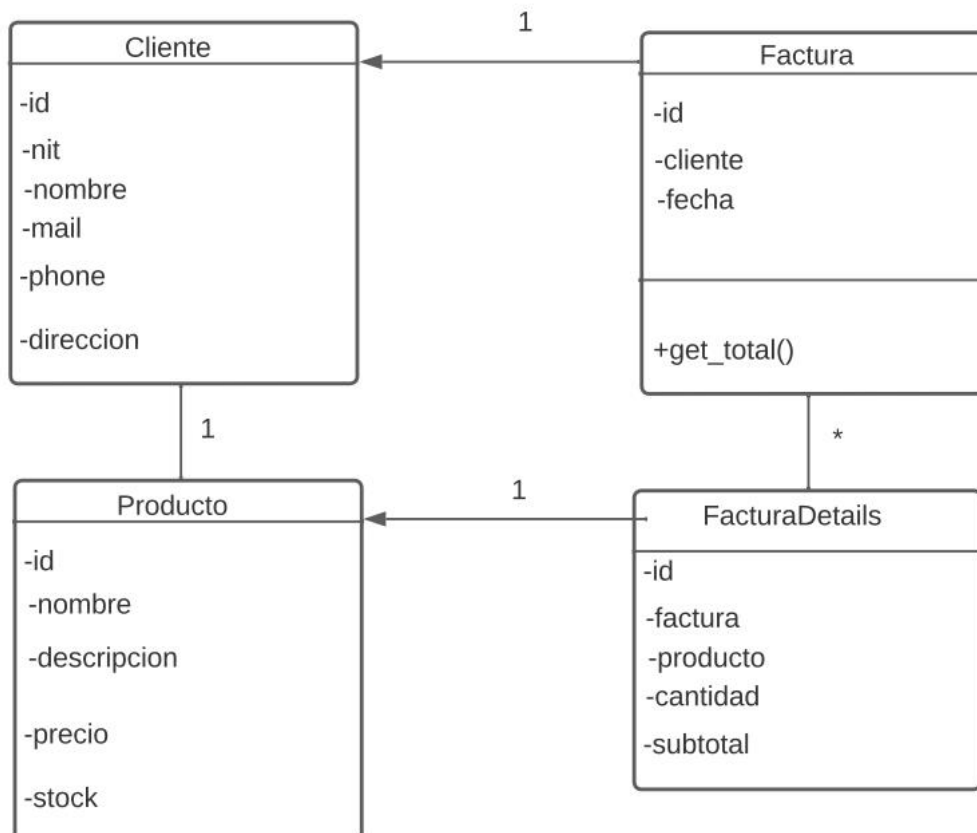 Cliente
-id
-nit
-nombre
-mail
-phone
-direccion
1
Factura
-id
-cliente
-fecha
+get_total()
1
*
Producto
-id
-nombre
-descripcion
-precio
-stock
1
FacturaDetails
-id
-factura
-producto
-cantidad
-subtotal